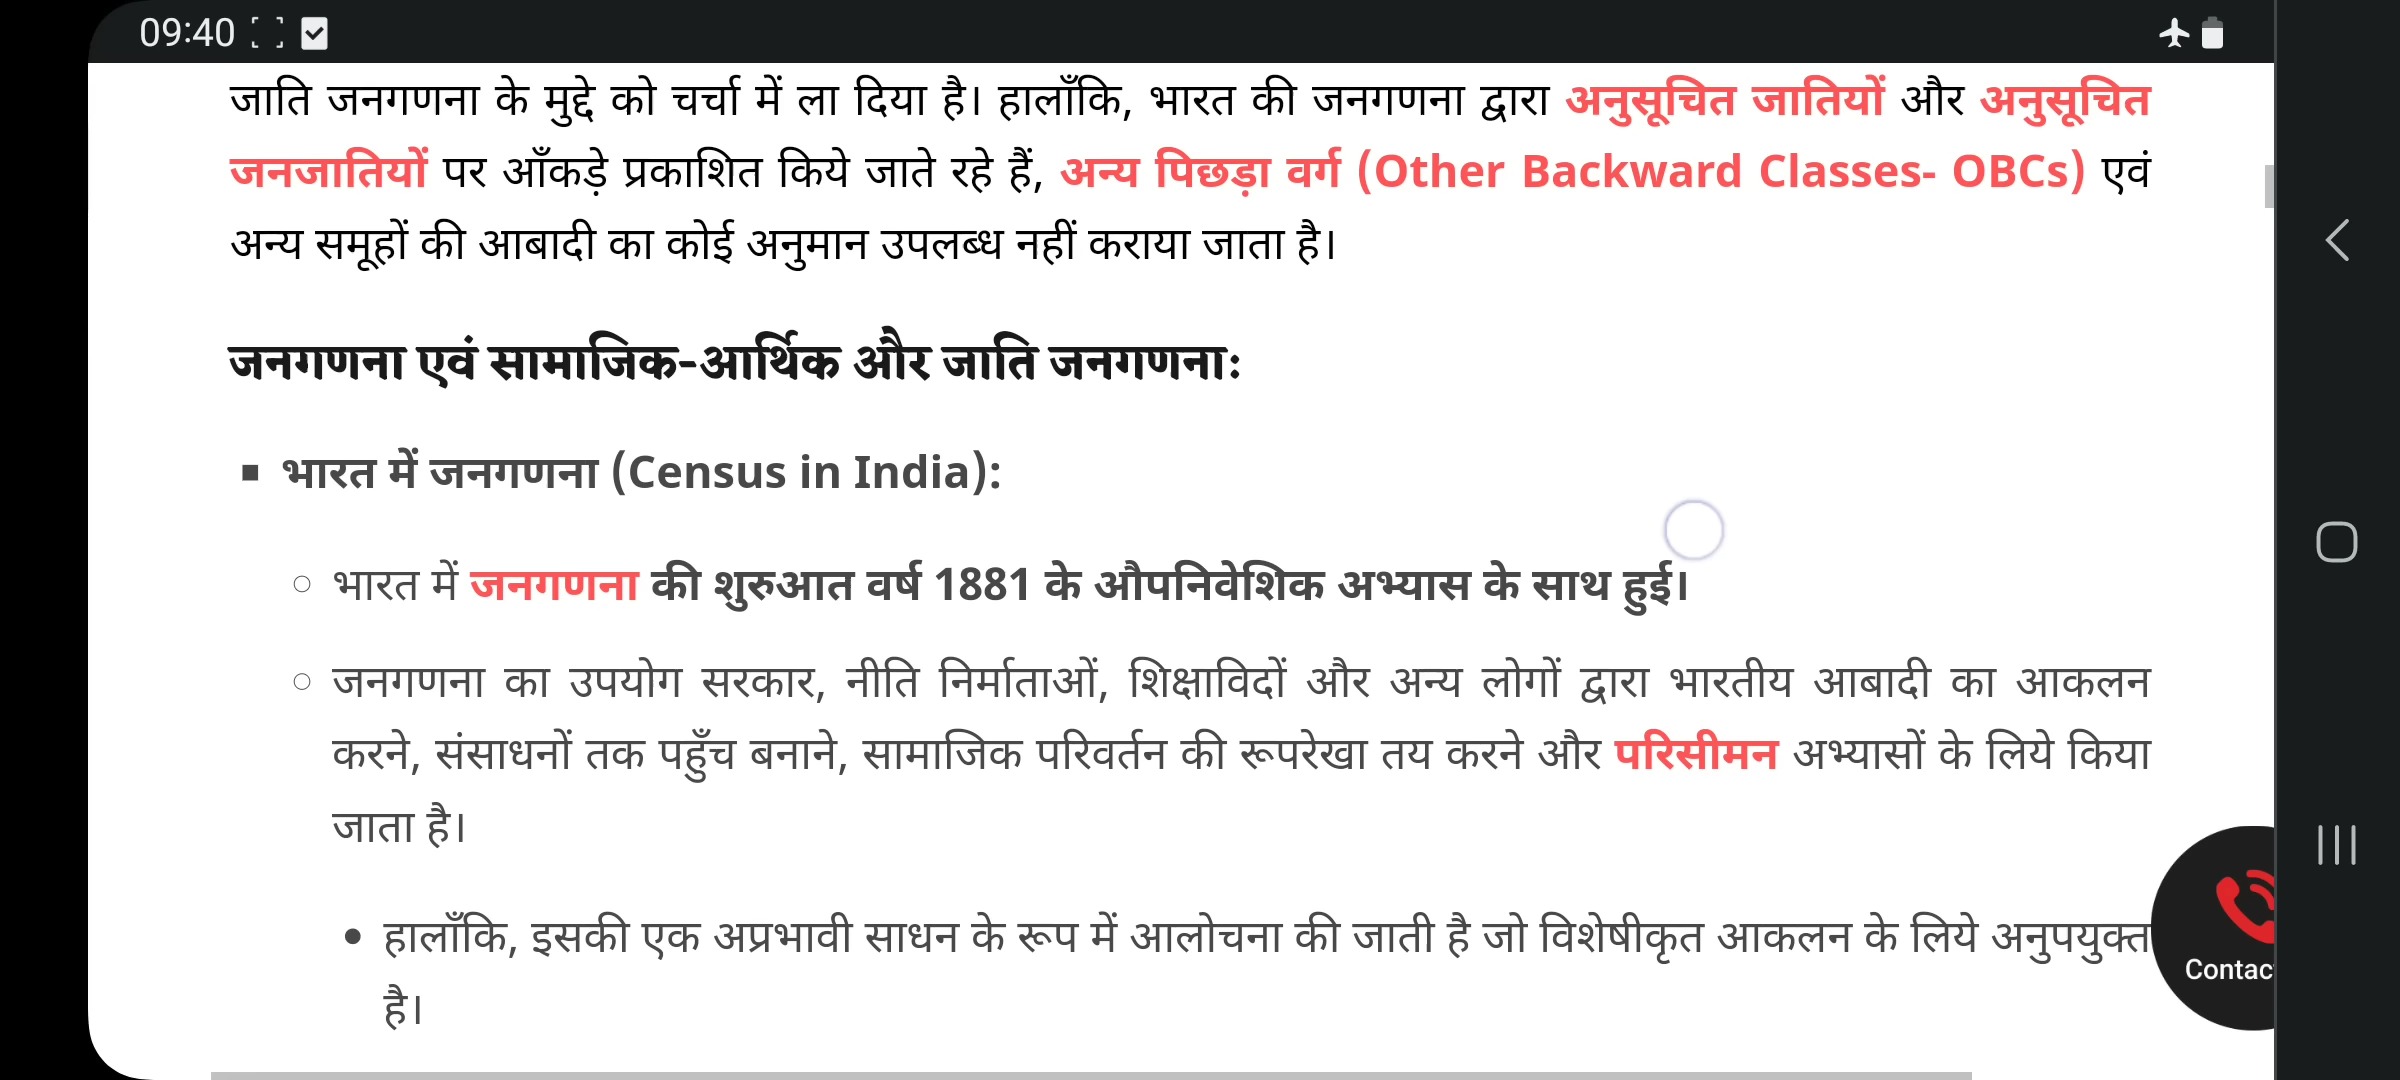 09:40
जाति जनगणना के मुद्दे को चर्चा में ला दिया है। हालाँकि, भारत की जनगणना द्वारा अनुसूचित जातियों और अनुसूचित
जनजातियों पर आँकड़े प्रकाशित किये जाते रहे हैं, अन्य पिछड़ा वर्ग (Other Backward Classes- OBCs) एवं
अन्य समूहों की आबादी का कोई अनुमान उपलब्ध नहीं कराया जाता है।
जनगणना एवं सामाजिक-आर्थिक और जाति जनगणना:
▪ भारत में जनगणना (Census in India):
○ भारत में जनगणना की शुरुआत वर्ष 1881 के औपनिवेशिक अभ्यास के साथ हुई।
○ जनगणना का उपयोग सरकार, नीति निर्माताओं, शिक्षाविदों और अन्य लोगों द्वारा भारतीय आबादी का आकलन
करने, संसाधनों तक पहुँच बनाने, सामाजिक परिवर्तन की रूपरेखा तय करने और परिसीमन अभ्यासों के लिये किया
जाता है।
● हालाँकि, इसकी एक अप्रभावी साधन के रूप में आलोचना की जाती है जो विशेषीकृत आकलन के लिये अनुपयुक्त
है।
Contac